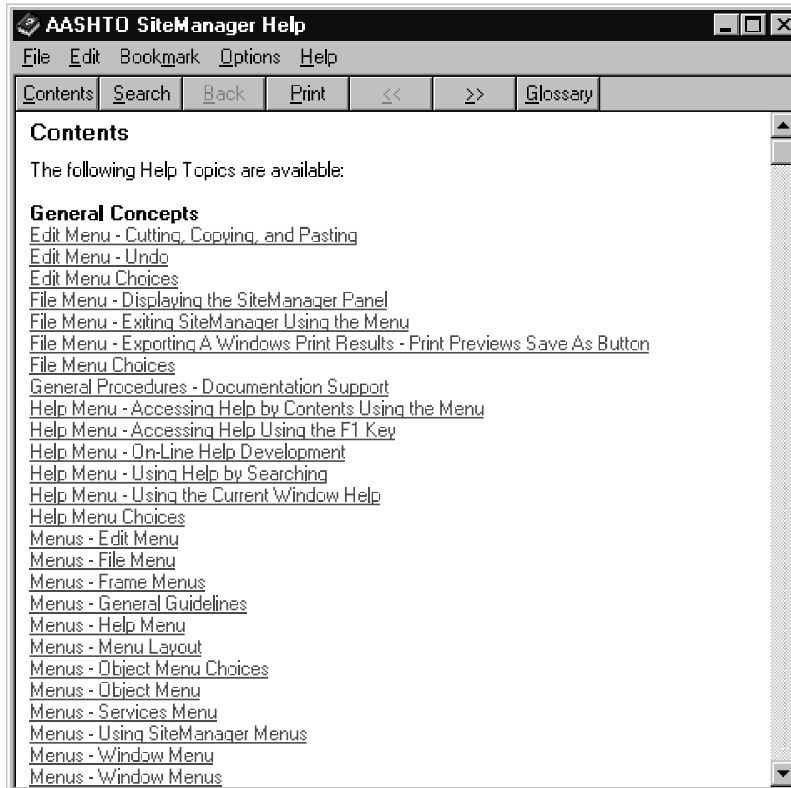 AASHTO SiteManager Help
File Edit Bookmark Options Help
Contents Search Back Print << >> Glossary
Contents
The following Help Topics are available:
General Concepts
Edit Menu - Cutting, Copying, and Pasting
Edit Menu - Undo
Edit Menu Choices
File Menu - Displaying the SiteManager Panel
File Menu - Exiting SiteManager Using the Menu
File Menu - Exporting A Windows Print Results - Print Previews Save As Button
File Menu Choices
General Procedures - Documentation Support
Help Menu - Accessing Help by Contents Using the Menu
Help Menu - Accessing Help Using the F1 Key
Help Menu - On-Line Help Development
Help Menu - Using Help by Searching
Help Menu - Using the Current Window Help
Help Menu Choices
Menus - Edit Menu
Menus - File Menu
Menus - Frame Menus
Menus - General Guidelines
Menus - Help Menu
Menus - Menu Layout
Menus - Object Menu Choices
Menus - Object Menu
Menus - Services Menu
Menus - Using SiteManager Menus
Menus - Window Menu
Menus - Window Menus